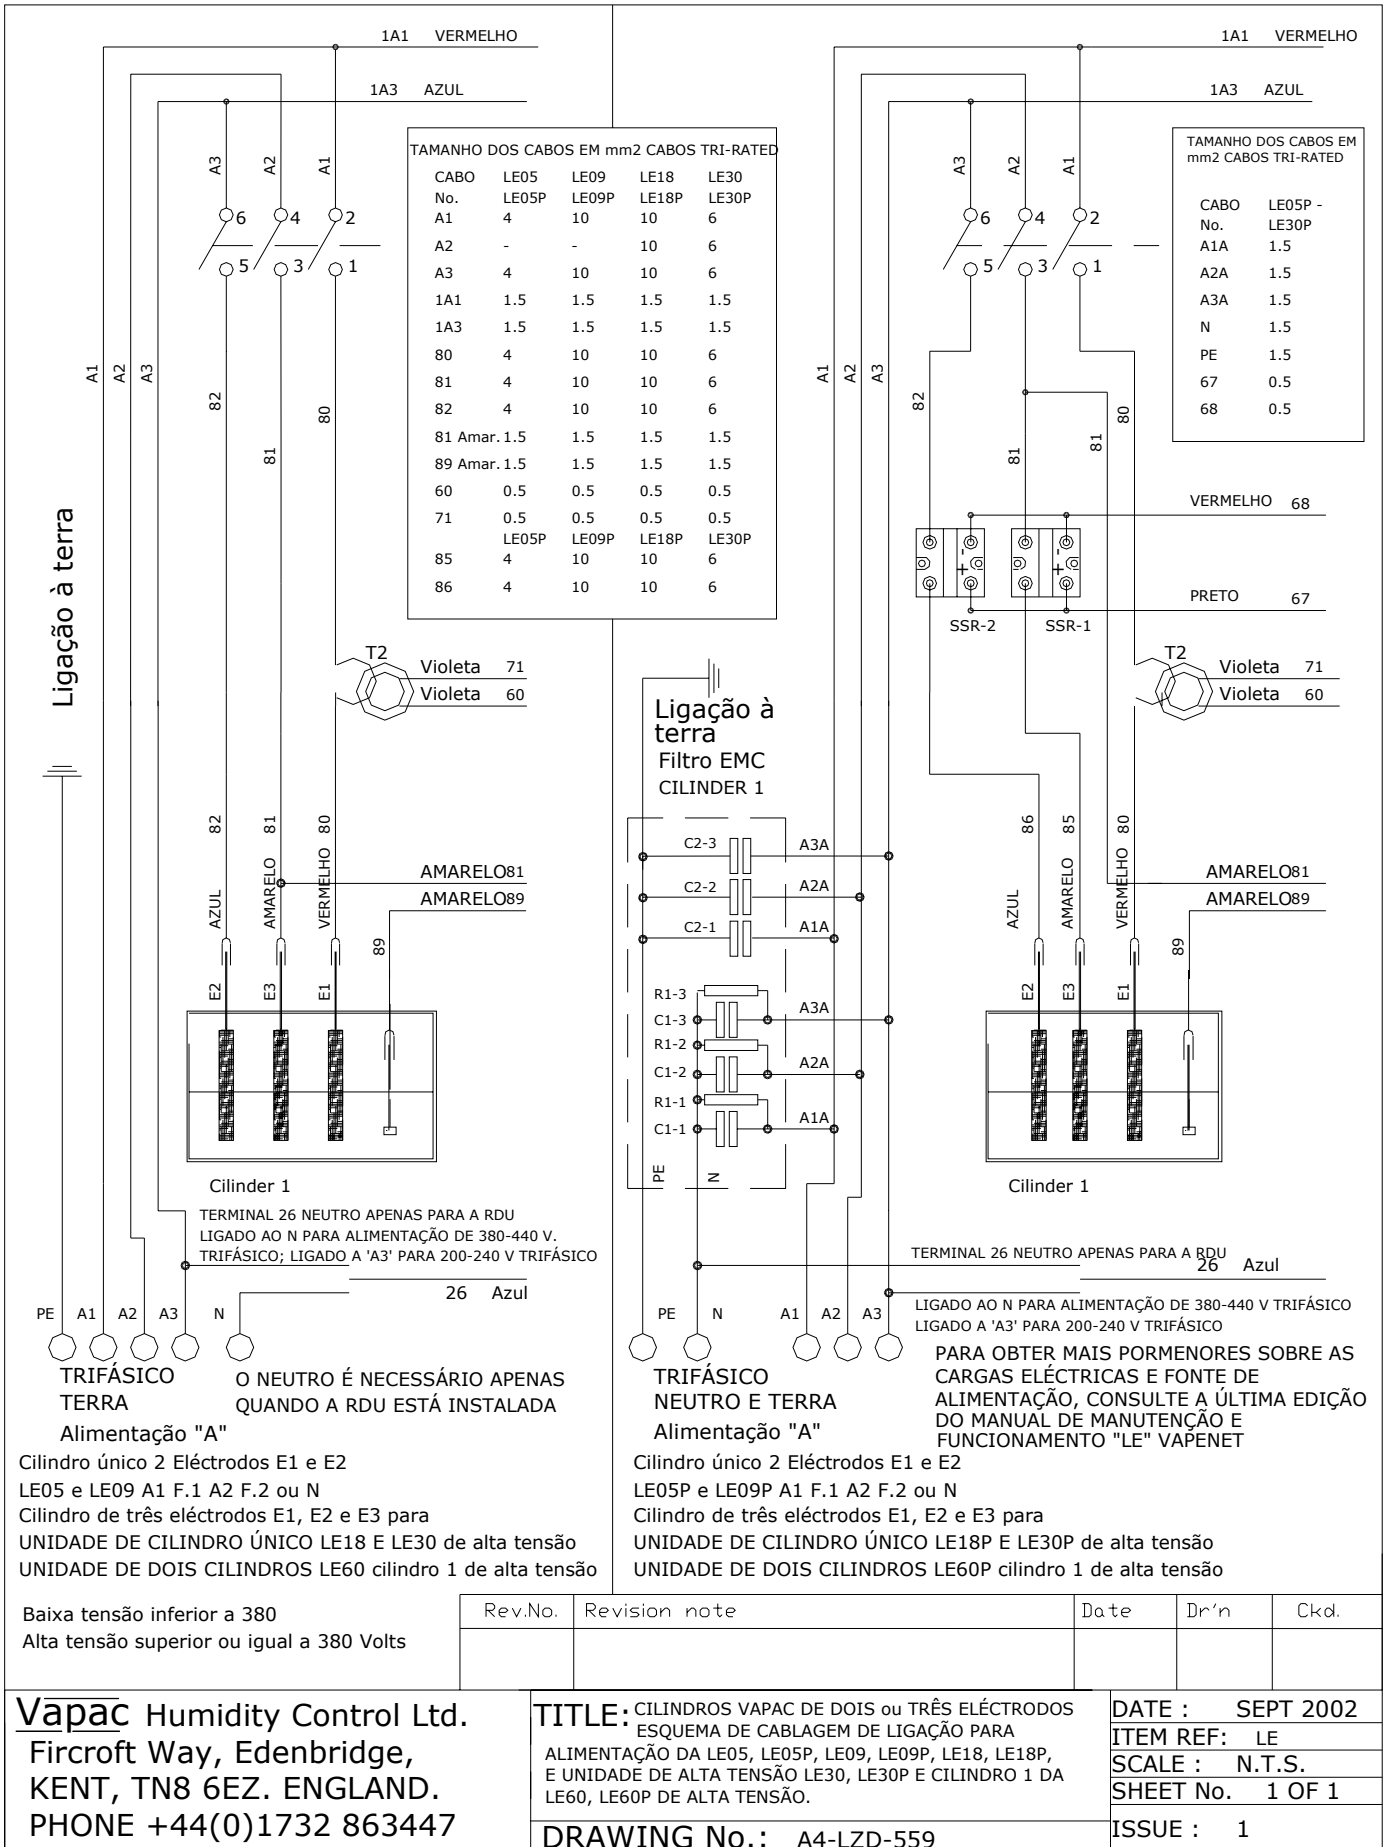 1A1 VERMELHO
1A3 AZUL
A3
A2
A1
6
4
2
5
3
1
A1
A2
A3
82
81
80
TAMANHO DOS CABOS EM mm2 CABOS TRI-RATED
CABO LE05 LE09 LE18 LE30
No. LE05P LE09P LE18P LE30P
A1 4 10 10 6
A2 - - 10 6
A3 4 10 10 6
1A1 1.5 1.5 1.5 1.5
1A3 1.5 1.5 1.5 1.5
80 4 10 10 6
81 4 10 10 6
82 4 10 10 6
81 Amar. 1.5 1.5 1.5 1.5
89 Amar. 1.5 1.5 1.5 1.5
60 0.5 0.5 0.5 0.5
71 0.5 0.5 0.5 0.5
LE05P LE09P LE18P LE30P
85 4 10 10 6
86 4 10 10 6
Ligação à terra
T2
Violeta 71
Violeta 60
82
81
80
AZUL
AMARELO
VERMELHO
AMARELO81
AMARELO89
89
E2
E3
E1
Cilinder 1
TERMINAL 26 NEUTRO APENAS PARA A RDU
LIGADO AO N PARA ALIMENTAÇÃO DE 380-440 V.
TRIFÁSICO; LIGADO A 'A3' PARA 200-240 V TRIFÁSICO
26 Azul
PE A1 A2 A3 N
TRIFÁSICO
TERRA
Alimentação "A"
O NEUTRO É NECESSÁRIO APENAS
QUANDO A RDU ESTÁ INSTALADA
Cilindro único 2 Eléctrodos E1 e E2
LE05 e LE09 A1 F.1 A2 F.2 ou N
Cilindro de três eléctrodos E1, E2 e E3 para
UNIDADE DE CILINDRO ÚNICO LE18 E LE30 de alta tensão
UNIDADE DE DOIS CILINDROS LE60 cilindro 1 de alta tensão
1A1 VERMELHO
1A3 AZUL
A3
A2
A1
6
4
2
5
3
1
A1
A2
A3
82
81
81
80
TAMANHO DOS CABOS EM
mm2 CABOS TRI-RATED
CABO LE05P -
No. LE30P
A1A 1.5
A2A 1.5
A3A 1.5
N 1.5
PE 1.5
67 0.5
68 0.5
VERMELHO 68
- + - +
PRETO 67
SSR-2 SSR-1
T2
Violeta 71
Violeta 60
Ligação à
terra
Filtro EMC
CILINDER 1
C2-3 A3A
C2-2 A2A
C2-1 A1A
R1-3
C1-3 A3A
R1-2
C1-2 A2A
R1-1
C1-1 A1A
PE
N
86
85
80
AZUL
AMARELO
VERMELHO
AMARELO81
AMARELO89
89
E2
E3
E1
Cilinder 1
TERMINAL 26 NEUTRO APENAS PARA A RDU
26 Azul
LIGADO AO N PARA ALIMENTAÇÃO DE 380-440 V TRIFÁSICO
LIGADO A 'A3' PARA 200-240 V TRIFÁSICO
PE N A1 A2 A3
TRIFÁSICO
NEUTRO E TERRA
Alimentação "A"
PARA OBTER MAIS PORMENORES SOBRE AS
CARGAS ELÉCTRICAS E FONTE DE
ALIMENTAÇÃO, CONSULTE A ÚLTIMA EDIÇÃO
DO MANUAL DE MANUTENÇÃO E
FUNCIONAMENTO "LE" VAPENET
Cilindro único 2 Eléctrodos E1 e E2
LE05P e LE09P A1 F.1 A2 F.2 ou N
Cilindro de três eléctrodos E1, E2 e E3 para
UNIDADE DE CILINDRO ÚNICO LE18P E LE30P de alta tensão
UNIDADE DE DOIS CILINDROS LE60P cilindro 1 de alta tensão
Baixa tensão inferior a 380
Alta tensão superior ou igual a 380 Volts
Rev.No. Revision note Date Dr'n Ckd.
Vapac Humidity Control Ltd.
Fircroft Way, Edenbridge,
KENT, TN8 6EZ. ENGLAND.
PHONE +44(0)1732 863447
TITLE: CILINDROS VAPAC DE DOIS ou TRÊS ELÉCTRODOS
ESQUEMA DE CABLAGEM DE LIGAÇÃO PARA
ALIMENTAÇÃO DA LE05, LE05P, LE09, LE09P, LE18, LE18P,
E UNIDADE DE ALTA TENSÃO LE30, LE30P E CILINDRO 1 DA
LE60, LE60P DE ALTA TENSÃO.
DRAWING No.: A4-LZD-559
DATE : SEPT 2002
ITEM REF: LE
SCALE : N.T.S.
SHEET No. 1 OF 1
ISSUE : 1